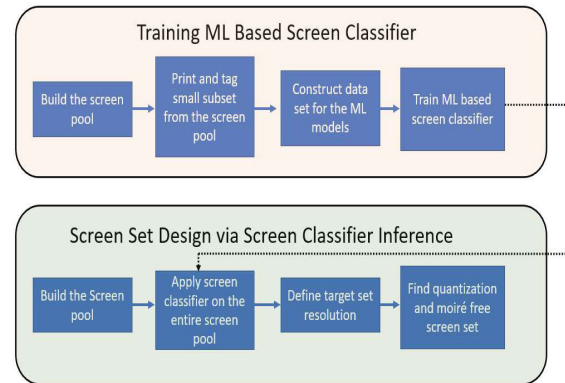 Training ML Based Screen Classifier
Build the screen
pool
Print and tag
small subset
from the screen
pool
Construct data
set for the ML
models
Train ML based
screen classifier
Screen Set Design via Screen Classifier Inference
Build the Screen
pool
Apply screen
classifier on the
entire screen
pool
Define target set
resolution
Find quantization
and moiré free
screen set